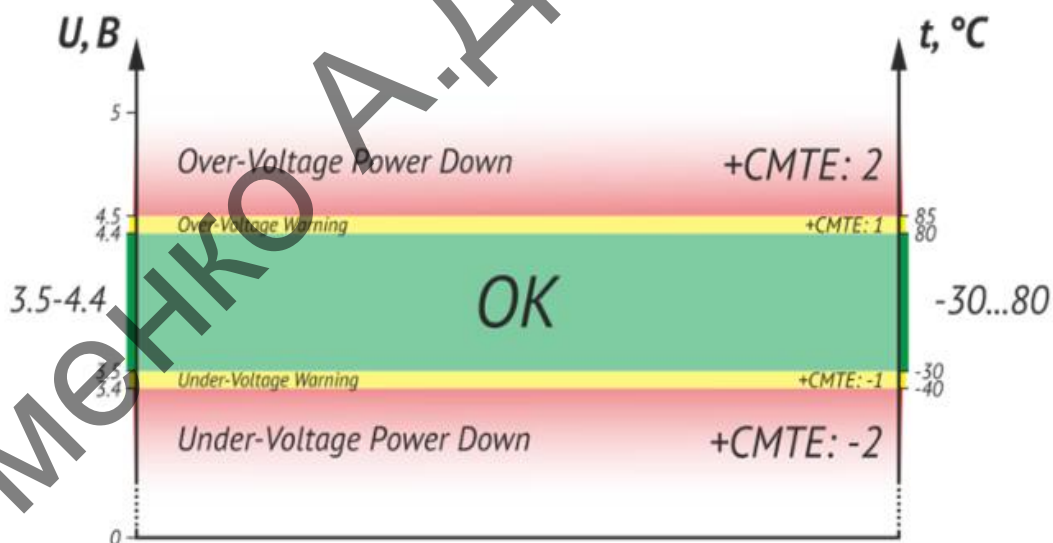 U, В t, °C
5
Over-Voltage Power Down +CMTE: 2
4.5 85
Over-Voltage Warning +CMTE: 1
4.4 80
3.5-4.4 OK -30...80
3.5 -30
Under-Voltage Warning +CMTE: -1
3.4 -40
Under-Voltage Power Down +CMTE: -2
0
менко А.Д